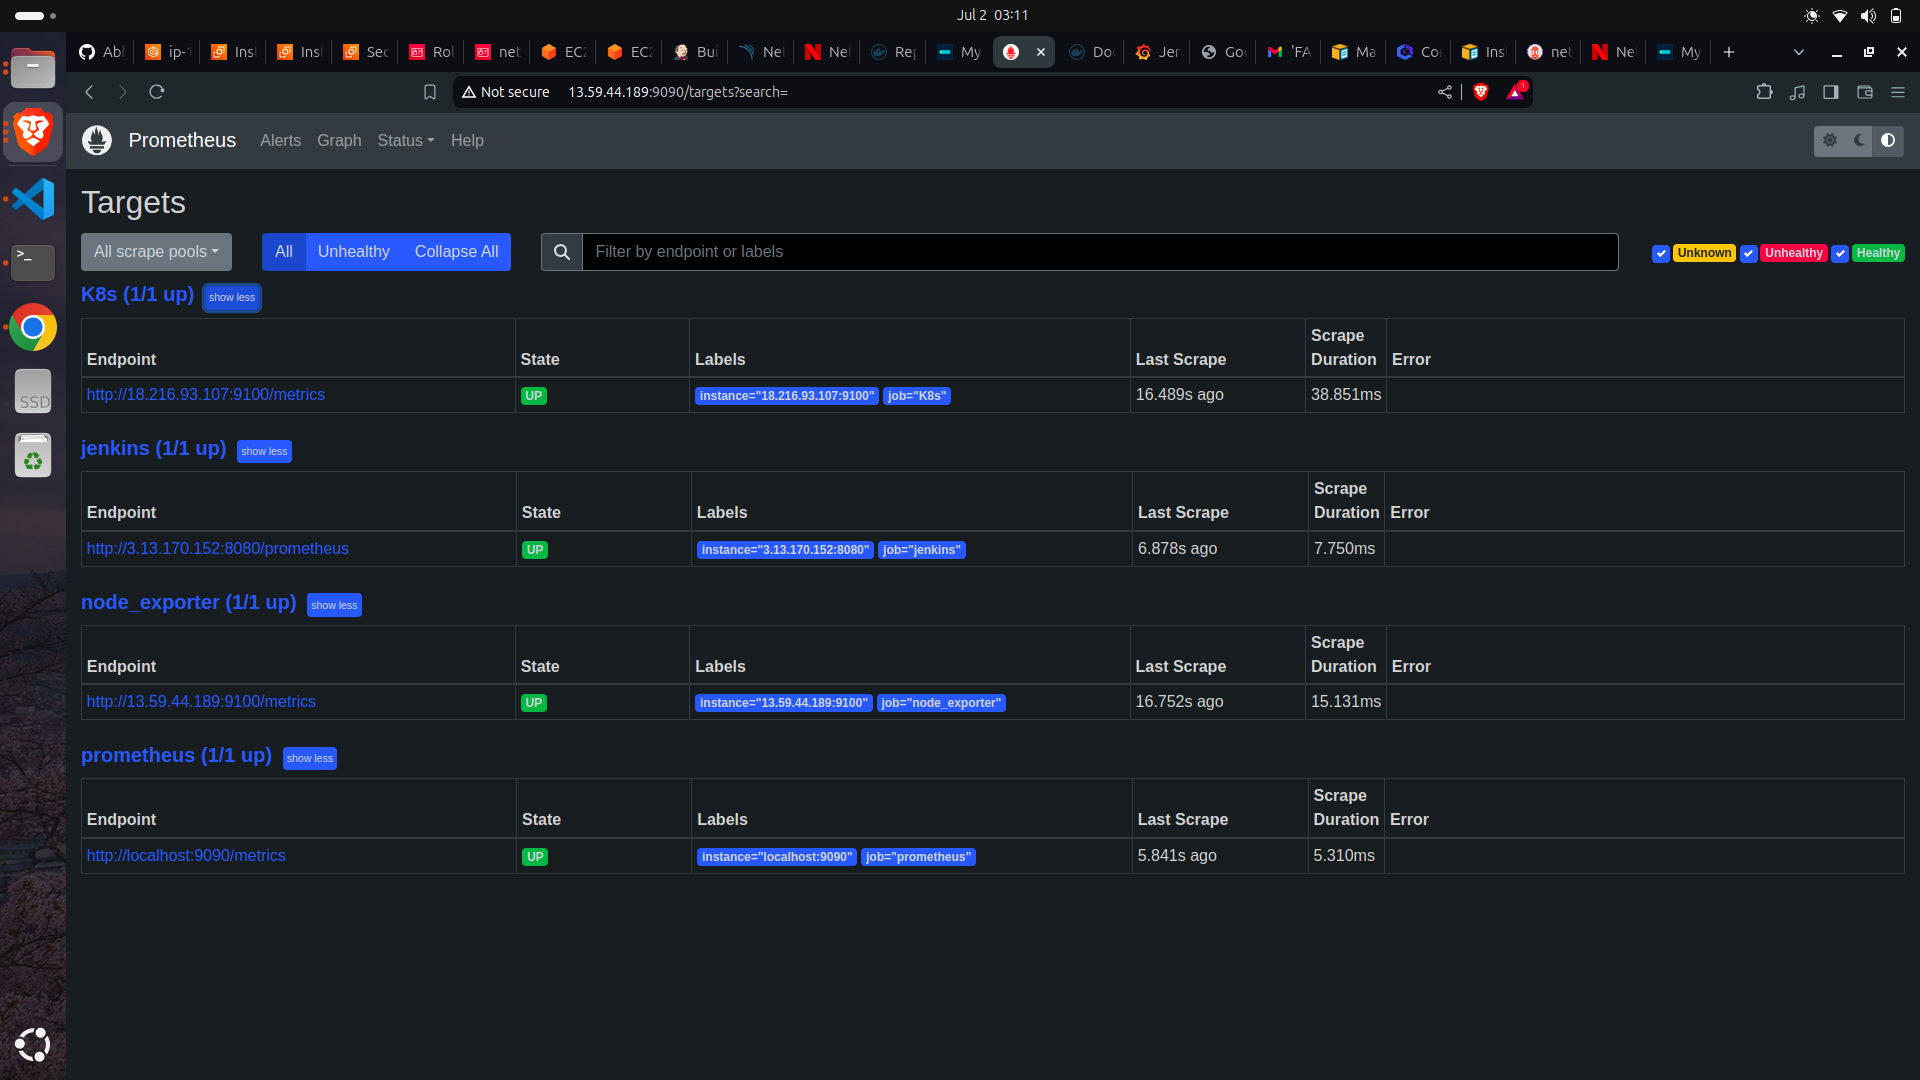 Jul 2 03:11
Abl
ip-1
Inst
Inst
Sec
Rol
net
EC2
EC2
Bui
Net
Net
Rep
My
Doc
Jen
Goo
'FA
Ma
Con
Inst
net
Net
My
Not secure 13.59.44.189:9090/targets?search=
1
Prometheus Alerts Graph Status Help
Targets
All scrape pools All Unhealthy Collapse All Filter by endpoint or labels Unknown Unhealthy Healthy
K8s (1/1 up) show less
Endpoint State Labels Last Scrape Scrape Duration Error
http://18.216.93.107:9100/metrics UP instance="18.216.93.107:9100" job="K8s" 16.489s ago 38.851ms
jenkins (1/1 up) show less
Endpoint State Labels Last Scrape Scrape Duration Error
http://3.13.170.152:8080/prometheus UP instance="3.13.170.152:8080" job="jenkins" 6.878s ago 7.750ms
node_exporter (1/1 up) show less
Endpoint State Labels Last Scrape Scrape Duration Error
http://13.59.44.189:9100/metrics UP instance="13.59.44.189:9100" job="node_exporter" 16.752s ago 15.131ms
prometheus (1/1 up) show less
Endpoint State Labels Last Scrape Scrape Duration Error
http://localhost:9090/metrics UP instance="localhost:9090" job="prometheus" 5.841s ago 5.310ms
SSD